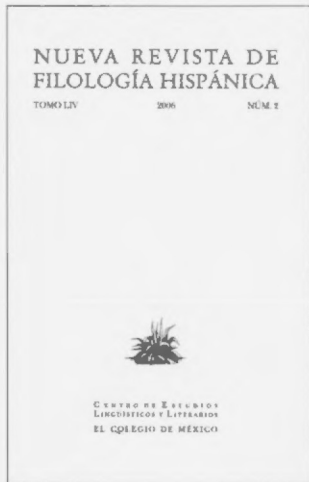 NUEVA REVISTA DE
FILOLOGÍA HISPÁNICA
TOMO LIV 2006 NÚM. 2
CENTRO DE ESTUDIOS
LINGÜÍSTICOS Y LITERARIOS
EL COLEGIO DE MÉXICO